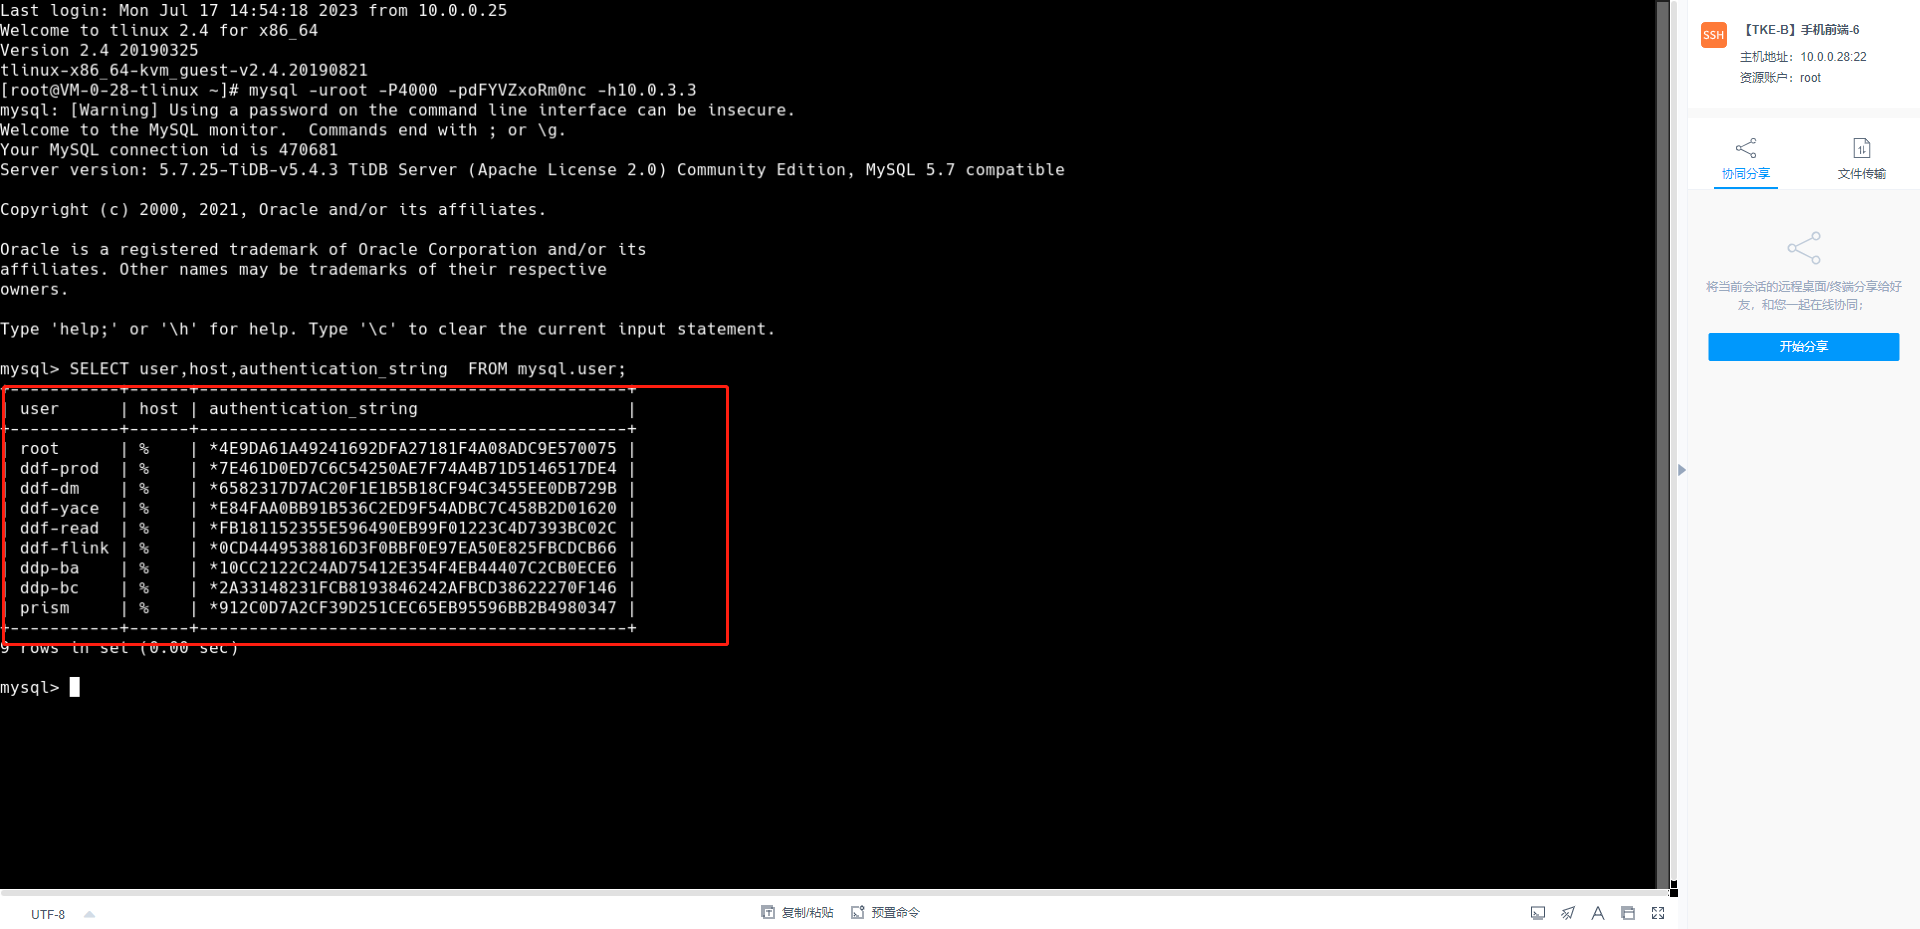 Last login: Mon Jul 17 14:54:18 2023 from 10.0.0.25
Welcome to tlinux 2.4 for x86_64
Version 2.4 20190325
tlinux-x86_64-kvm_guest-v2.4.20190821
[root@VM-0-28-tlinux ~]# mysql -uroot -P4000 -pdFYVZxoRm0nc -h10.0.3.3
mysql: [Warning] Using a password on the command line interface can be insecure.
Welcome to the MySQL monitor.  Commands end with ; or \g.
Your MySQL connection id is 470681
Server version: 5.7.25-TiDB-v5.4.3 TiDB Server (Apache License 2.0) Community Edition, MySQL 5.7 compatible
Copyright (c) 2000, 2021, Oracle and/or its affiliates.
Oracle is a registered trademark of Oracle Corporation and/or its
affiliates. Other names may be trademarks of their respective
owners.
Type 'help;' or '\h' for help. Type '\c' to clear the current input statement.
mysql> SELECT user,host,authentication_string  FROM mysql.user;
+-----------+------+-------------------------------------------+
| user      | host | authentication_string                     |
+-----------+------+-------------------------------------------+
| root      | %    | *4E9DA61A49241692DFA27181F4A08ADC9E570075 |
| ddf-prod  | %    | *7E461D0ED7C6C54250AE7F74A4B71D5146517DE4 |
| ddf-dm    | %    | *6582317D7AC20F1E1B5B18CF94C3455EE0DB729B |
| ddf-yace  | %    | *E84FAA0BB91B536C2ED9F54ADBC7C458B2D01620 |
| ddf-read  | %    | *FB181152355E596490EB99F01223C4D7393BC02C |
| ddf-flink | %    | *0CD4449538816D3F0BBF0E97EA50E825FBCDCB66 |
| ddp-ba    | %    | *10CC2122C24AD75412E354F4EB44407C2CB0ECE6 |
| ddp-bc    | %    | *2A33148231FCB8193846242AFBCD38622270F146 |
| prism     | %    | *912C0D7A2CF39D251CEC65EB95596BB2B4980347 |
+-----------+------+-------------------------------------------+
9 rows in set (0.00 sec)
mysql>
UTF-8
复制/粘贴
预置命令
SSH
【TKE-B】手机前端-6
主机地址：10.0.0.28:22
资源账户：root
协同分享
文件传输
将当前会话的远程桌面/终端分享给好
友，和您一起在线协同；
开始分享